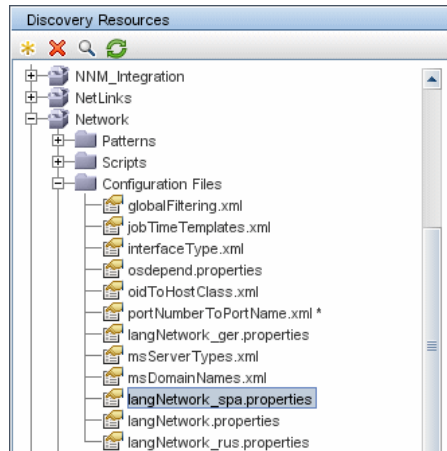 Discovery Resources
NNM_Integration
NetLinks
Network
Patterns
Scripts
Configuration Files
globalFiltering.xml
jobTimeTemplates.xml
interfaceType.xml
osdepend.properties
oidToHostClass.xml
portNumberToPortName.xml *
langNetwork_ger.properties
msServerTypes.xml
msDomainNames.xml
langNetwork_spa.properties
langNetwork.properties
langNetwork_rus.properties